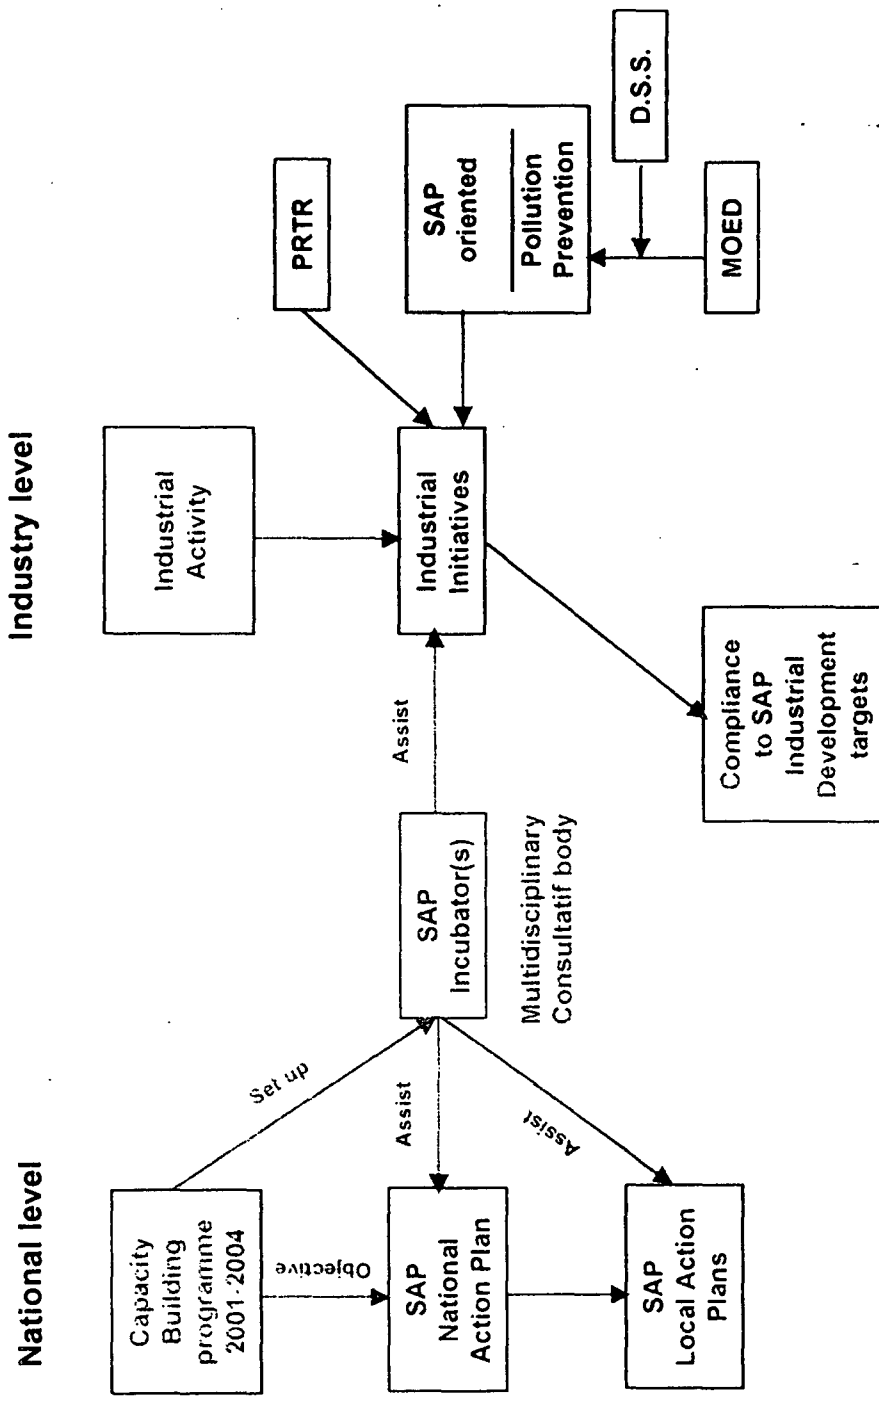 National level
Industry level
Capacity
Building
programme
2001-2004
Objective
Set up
SAP
National
Action Plan
SAP
Local Action
Plans
Assist
Assist
SAP
Incubator(s)
Multidisciplinary
Consultatif body
Assist
Industrial
Activity
Industrial
Initiatives
Compliance
to SAP
Industrial
Development
targets
PRTR
SAP
oriented
Pollution
Prevention
MOED
D.S.S.